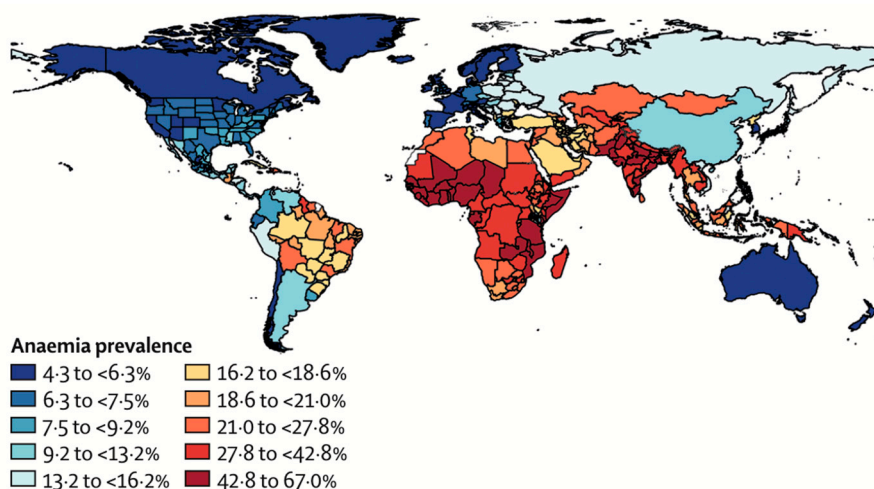 Anaemia prevalence
4·3 to <6·3%
6·3 to <7·5%
7·5 to <9·2%
9·2 to <13·2%
13·2 to <16·2%
16·2 to <18·6%
18·6 to <21·0%
21·0 to <27·8%
27·8 to <42·8%
42·8 to 67·0%